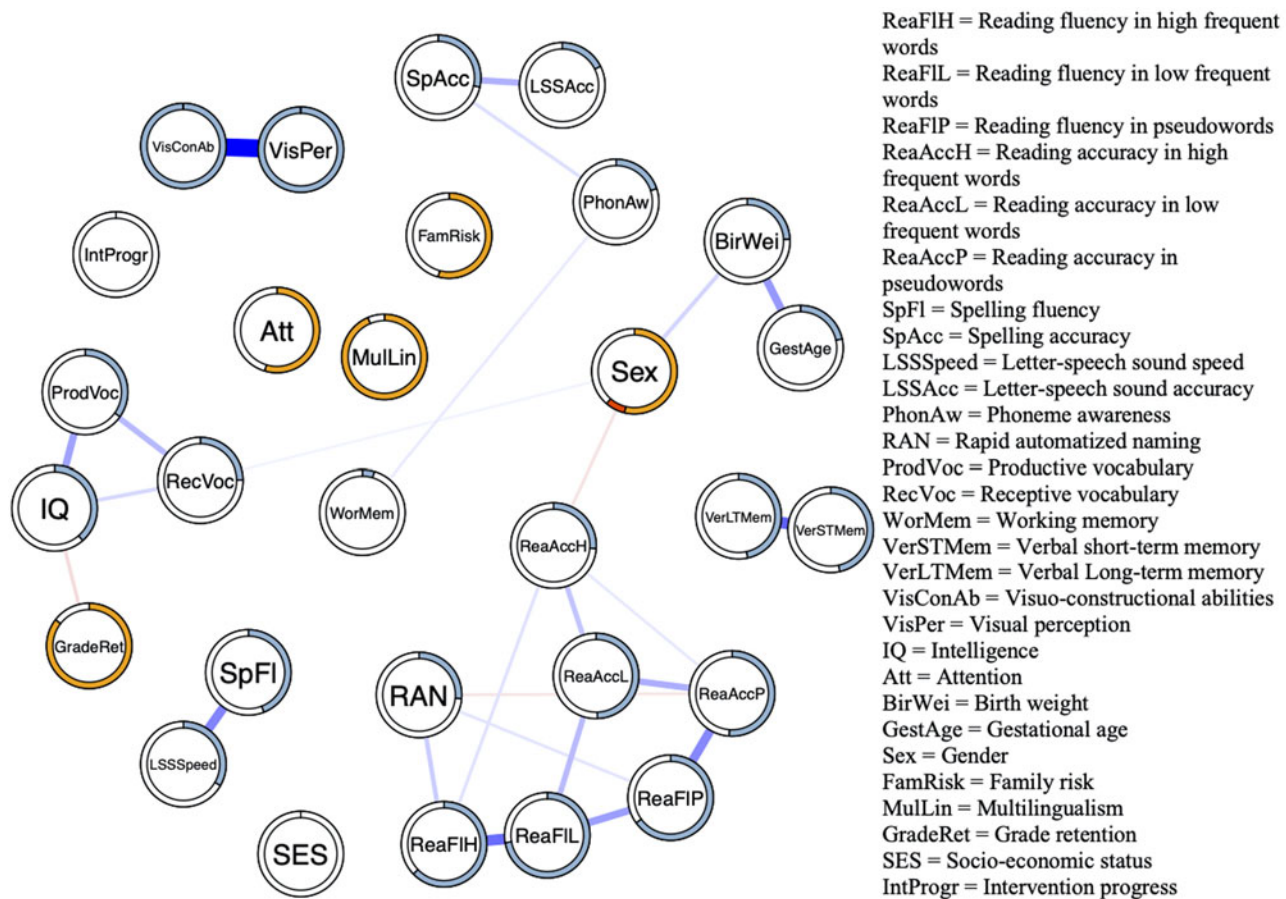 SpAcc
LSSAcc
VisConAb
VisPer
PhonAw
FamRisk
BirWei
IntProgr
Att
MulLin
GestAge
Sex
ProdVoc
RecVoc
IQ
WorMem
VerLTMem
VerSTMem
ReaAccH
GradeRet
SpFl
RAN
ReaAccL
ReaAccP
LSSSpeed
ReaFlP
ReaFlH
ReaFlL
SES
ReaFlH = Reading fluency in high frequent
words
ReaFlL = Reading fluency in low frequent
words
ReaFlP = Reading fluency in pseudowords
ReaAccH = Reading accuracy in high
frequent words
ReaAccL = Reading accuracy in low
frequent words
ReaAccP = Reading accuracy in
pseudowords
SpFl = Spelling fluency
SpAcc = Spelling accuracy
LSSSpeed = Letter-speech sound speed
LSSAcc = Letter-speech sound accuracy
PhonAw = Phoneme awareness
RAN = Rapid automatized naming
ProdVoc = Productive vocabulary
RecVoc = Receptive vocabulary
WorMem = Working memory
VerSTMem = Verbal short-term memory
VerLTMem = Verbal Long-term memory
VisConAb = Visuo-constructional abilities
VisPer = Visual perception
IQ = Intelligence
Att = Attention
BirWei = Birth weight
GestAge = Gestational age
Sex = Gender
FamRisk = Family risk
MulLin = Multilingualism
GradeRet = Grade retention
SES = Socio-economic status
IntProgr = Intervention progress